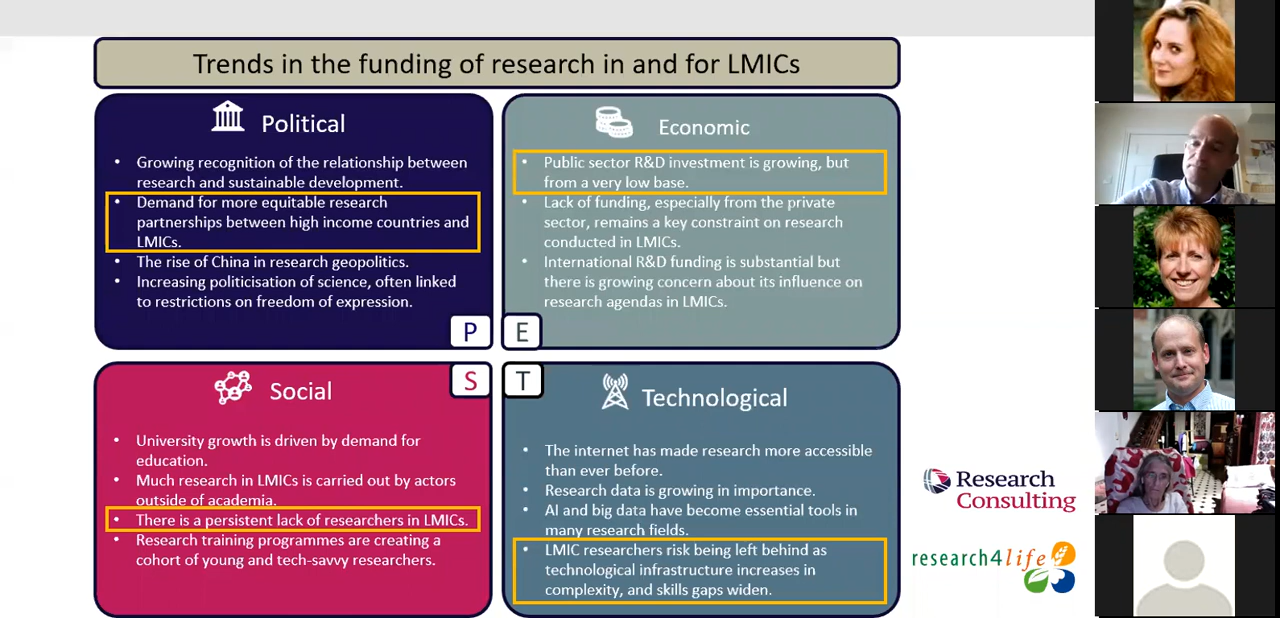 Trends in the funding of research in and for LMICs
Political
• Growing recognition of the relationship between
research and sustainable development.
• Demand for more equitable research
partnerships between high income countries and
LMICs.
• The rise of China in research geopolitics.
• Increasing politicisation of science, often linked
to restrictions on freedom of expression.
P
Economic
• Public sector R&D investment is growing, but
from a very low base.
• Lack of funding, especially from the private
sector, remains a key constraint on research
conducted in LMICs.
• International R&D funding is substantial but
there is growing concern about its influence on
research agendas in LMICs.
E
Social
S
• University growth is driven by demand for
education.
• Much research in LMICs is carried out by actors
outside of academia.
• There is a persistent lack of researchers in LMICs.
• Research training programmes are creating a
cohort of young and tech-savvy researchers.
T
Technological
• The internet has made research more accessible
than ever before.
• Research data is growing in importance.
• AI and big data have become essential tools in
many research fields.
• LMIC researchers risk being left behind as
technological infrastructure increases in
complexity, and skills gaps widen.
Research
Consulting
research4life